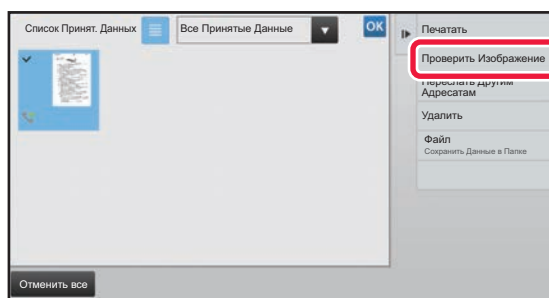 Список Принят. Данных
Все Принятые Данные
OK
Печатать
Проверить Изображение
Переслать Другим
Адресатам
Удалить
Файл
Сохранить Данные в Папке
Отменить все